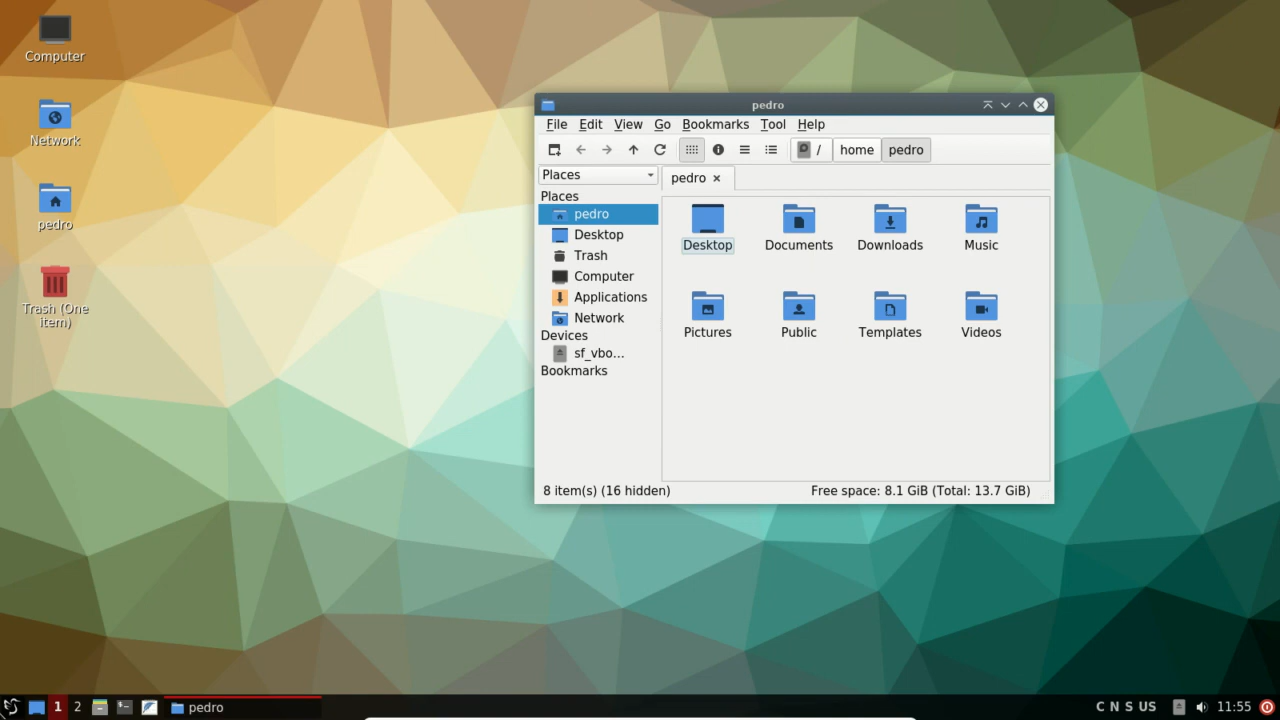 Computer
Network
pedro
Trash (One
item)
pedro
File Edit View Go Bookmarks Tool Help
/ home pedro
Places
pedro
Places
pedro
Desktop
Trash
Computer
Applications
Network
Devices
sf_vbo...
Bookmarks
Desktop Documents Downloads Music
Pictures Public Templates Videos
8 item(s) (16 hidden) Free space: 8.1 GiB (Total: 13.7 GiB)
1 2 pedro C N S US 11:55